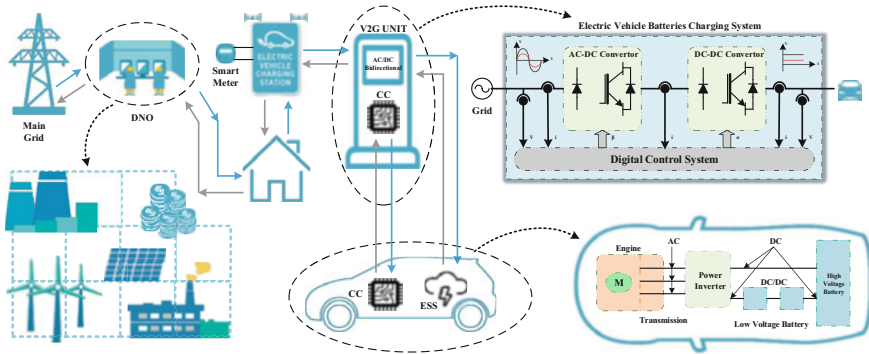 V2G UNIT
Electric Vehicle Batteries Charging System
AC/DC
Bidirectional
CC
Smart
Meter
ELECTRIC
VEHICLE
CHARGING
STATION
Main
Grid
DNO
AC-DC Convertor
DC-DC Convertor
v
t
v
t
Grid
V
i
β
i
α
i
V
Digital Control System
CC
ESS
Engine
M
Transmission
AC
Power
Inverter
DC
DC/DC
Low Voltage Battery
High
Voltage
Battery